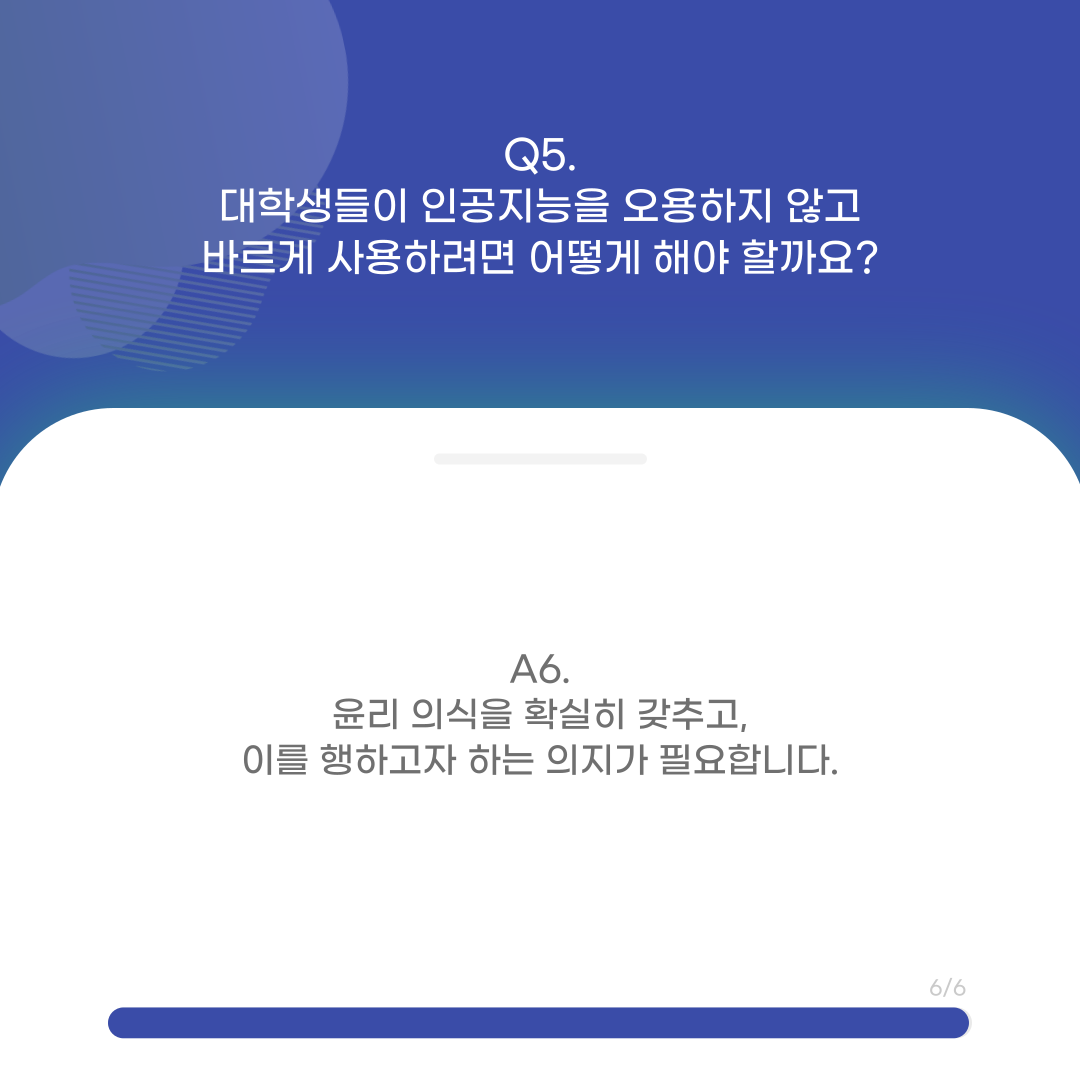 Q5.
대학생들이 인공지능을 오용하지 않고
바르게 사용하려면 어떻게 해야 할까요?
A6.
윤리 의식을 확실히 갖추고,
이를 행하고자 하는 의지가 필요합니다.
6/6